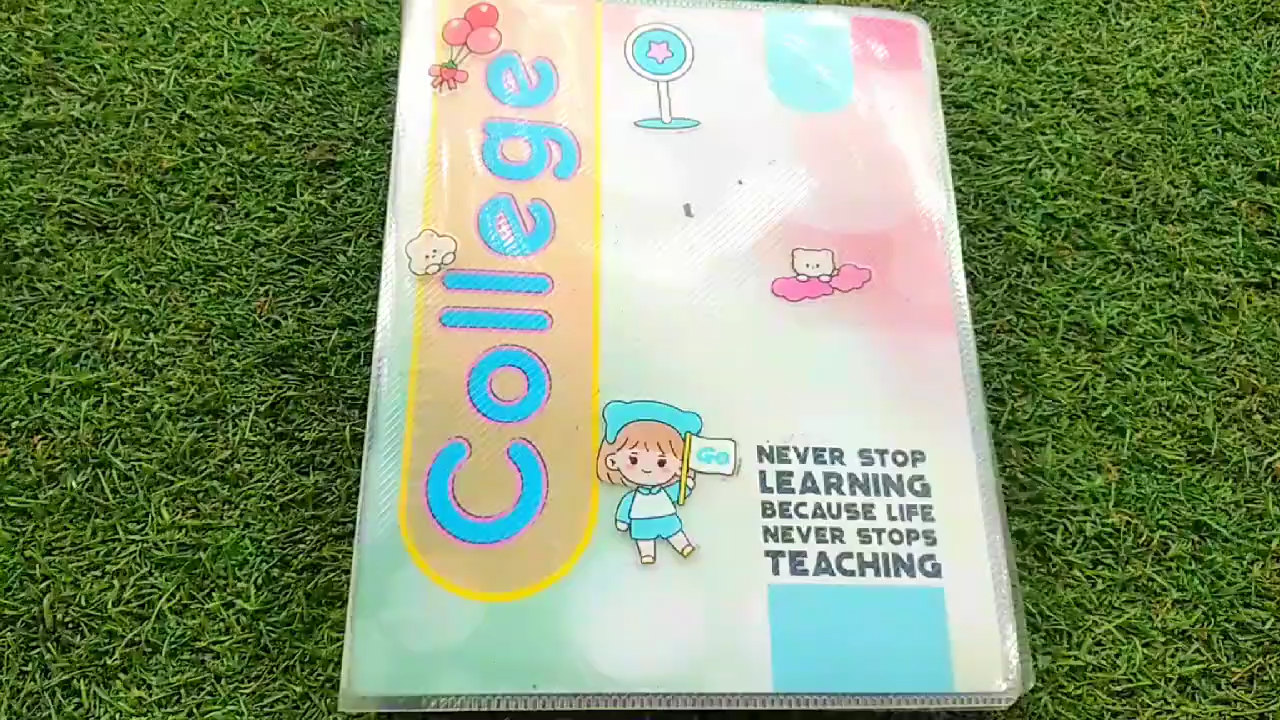 College
Go
NEVER STOP
LEARNING
BECAUSE LIFE
NEVER STOPS
TEACHING